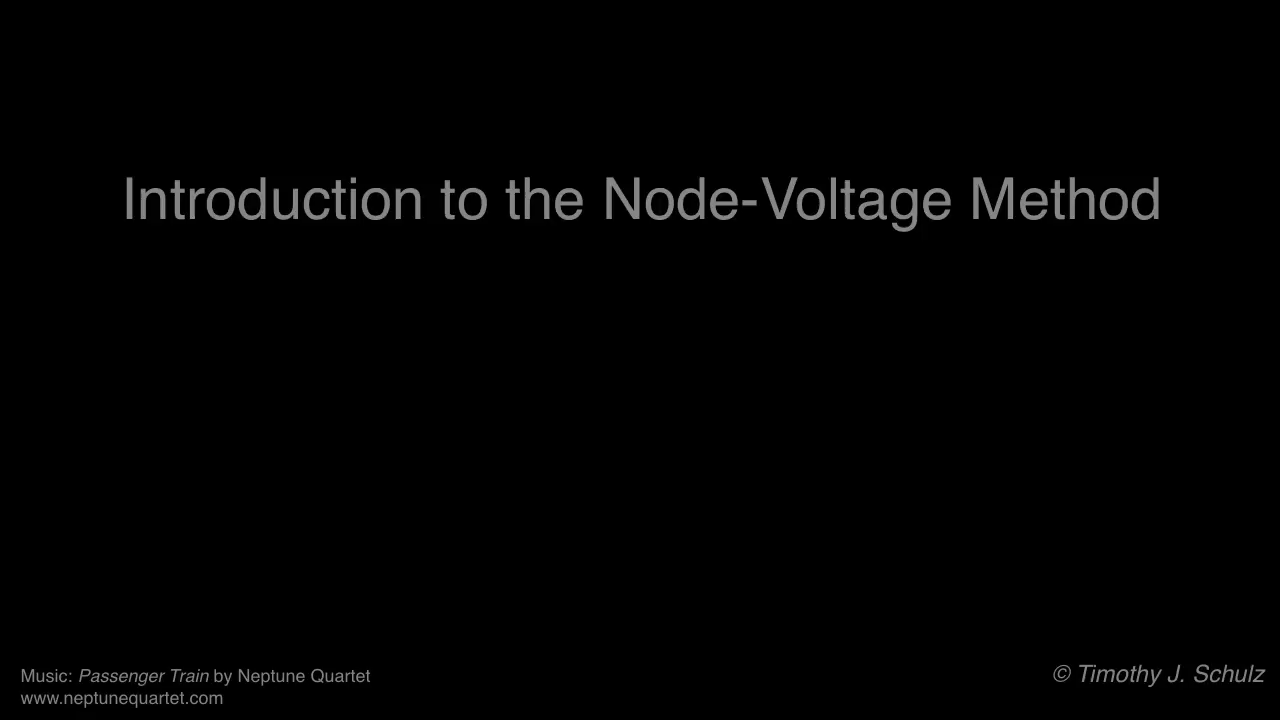 Introduction to the Node-Voltage Method
Music: Passenger Train by Neptune Quartet
www.neptunequartet.com
© Timothy J. Schulz